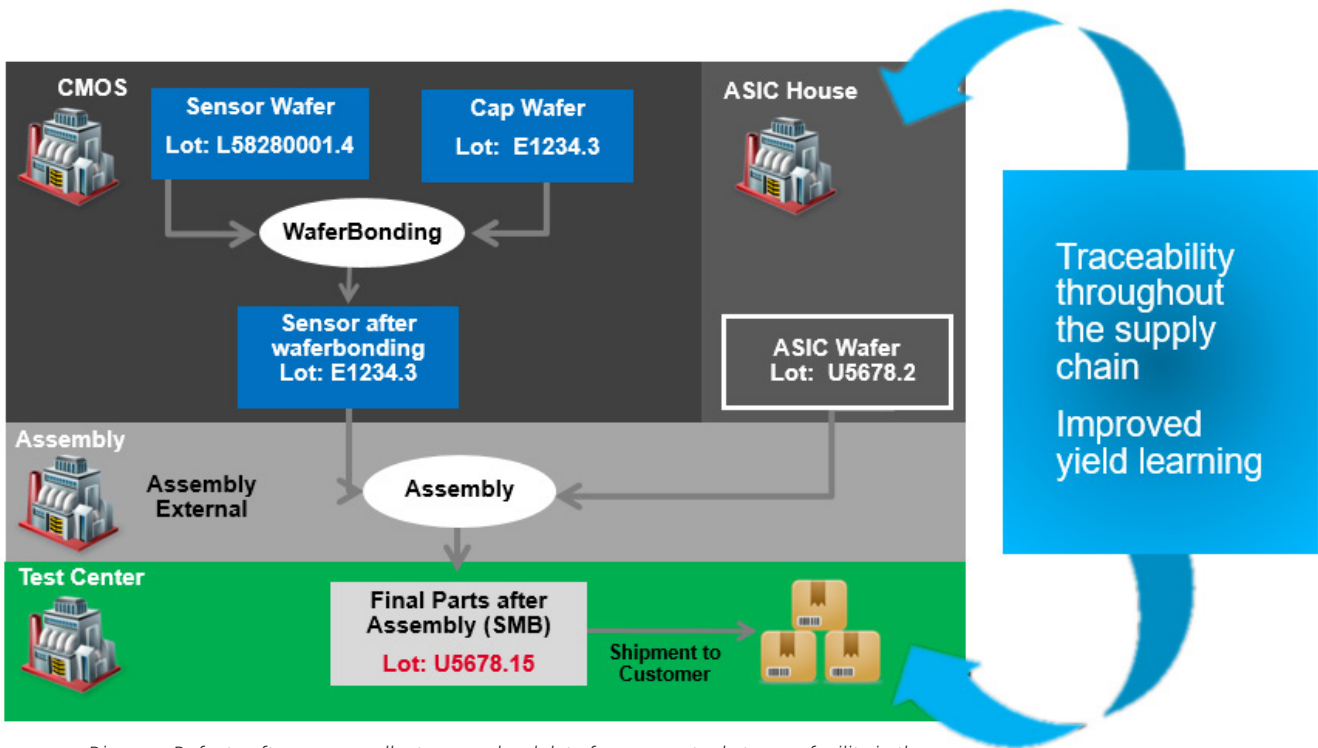 CMOS
Sensor Wafer
Lot: L58280001.4
Cap Wafer
Lot: E1234.3
ASIC House
WaferBonding
Sensor after
waferbonding
Lot: E1234.3
ASIC Wafer
Lot: U5678.2
Traceability
throughout
the supply
chain
Improved
yield learning
Assembly
Assembly
External
Assembly
Test Center
Final Parts after
Assembly (SMB)
Lot: U5678.15
Shipment to
Customer